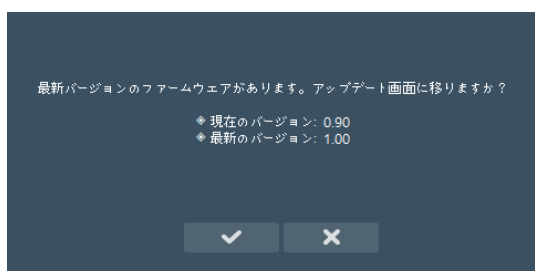 最新バージョンのファームウェアがあります。アップデート画面に移りますか？
◈ 現在のバージョン: 0.90
◈ 最新のバージョン: 1.00